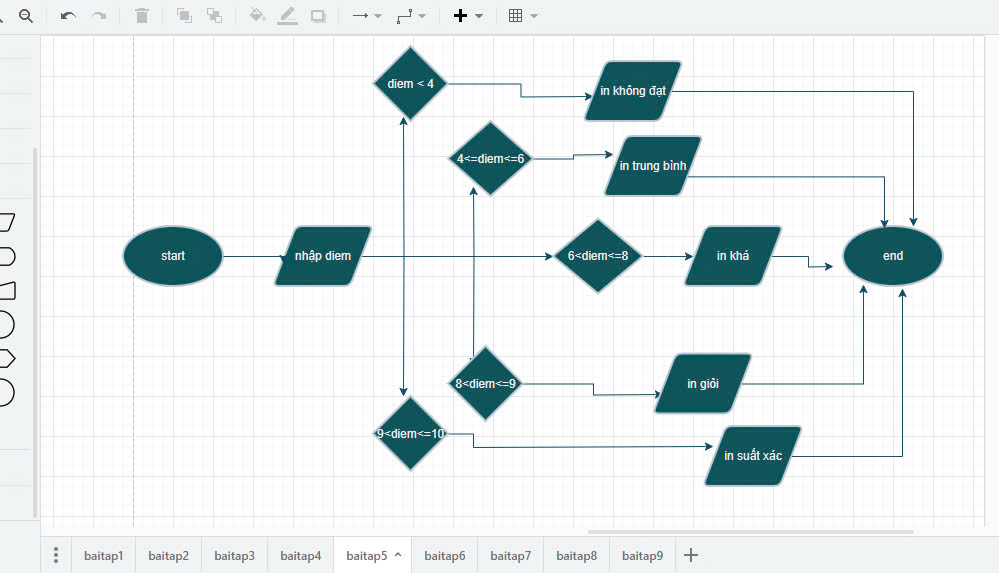 diem < 4
in không đạt
4<=diem<=6
in trung bình
start
nhập diem
6<diem<=8
in khá
end
8<diem<=9
in giỏi
9<diem<=10
in suất xác
baitap1
baitap2
baitap3
baitap4
baitap5
baitap6
baitap7
baitap8
baitap9